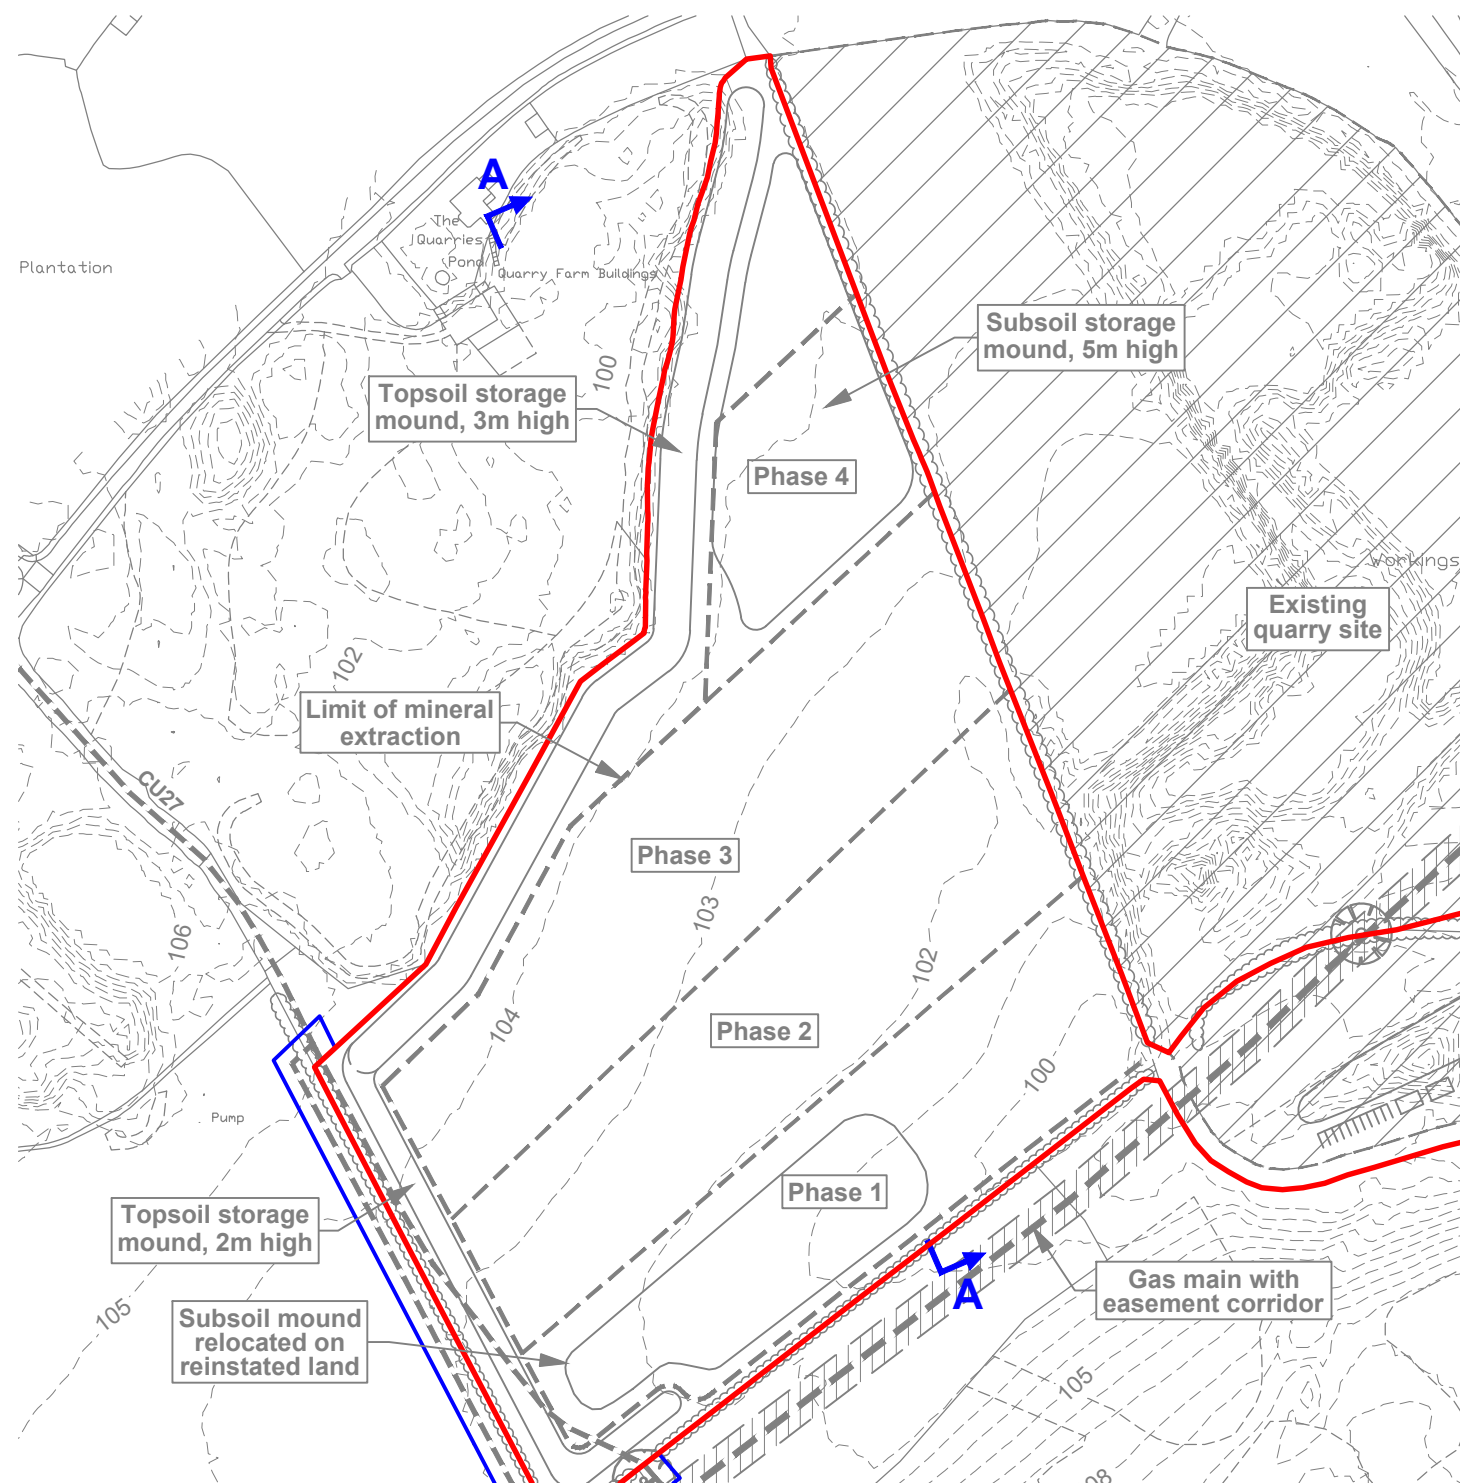 A
The
Quarries
Pond
Quarry Farm Buildings
Plantation
Subsoil storage
mound, 5m high
100
Topsoil storage
mound, 3m high
Phase 4
Workings
Existing
quarry site
102
Limit of mineral
extraction
CU27
Phase 3
103
106
102
104
Phase 2
100
Pump
Phase 1
Topsoil storage
mound, 2m high
A
Gas main with
easement corridor
105
Subsoil mound
relocated on
reinstated land
105